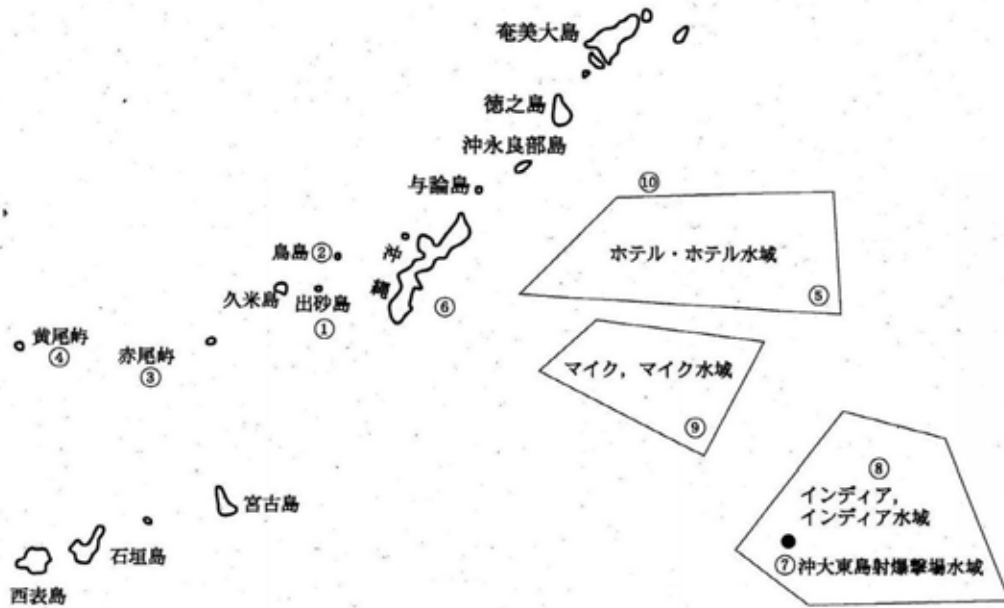 奄美大島
徳之島
沖永良部島
与論島
⑩
ホテル・ホテル水域
⑤
鳥島②
沖縄
⑥
久米島
出砂島
①
黄尾嶼
④
赤尾嶼
③
マイク，マイク水域
⑨
⑧
インディア，
インディア水域
⑦沖大東島射爆撃場水域
宮古島
石垣島
西表島